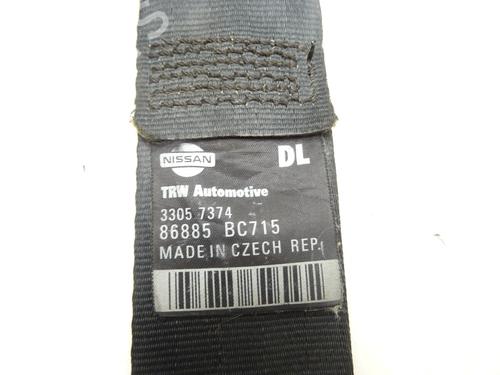 NISSAN DL
TRW Automotive
3305 7374
86885 BC715
MADE IN CZECH REP.